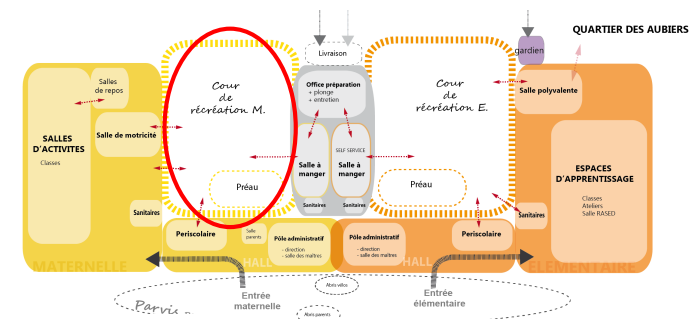 QUARTIER DES AUBIERS
Livraison
gardien
Salles
de repos
Cour
de
récréation M.
Office préparation
+ plonge
+ entretien
Cour
de
récréation E.
Salle polyvalente
SALLES
D'ACTIVITES
Classes
Salle de motricité
SELF SERVICE
Salle à
manger
Salle à
manger
ESPACES
D'APPRENTISSAGE
Classes
Ateliers
Salle RASED
Préau
Préau
Sanitaires
Sanitaires
Sanitaires
Sanitaires
Periscolaire
Salle
parents
Pôle administratif
- direction
- salle des maîtres
Pôle administratif
- direction
- salle des maîtres
Periscolaire
MATERNELLE
HALL
HALL
ELEMENTAIRE
Abris vélos
Entrée
maternelle
Entrée
élémentaire
Parvis
Abris parents